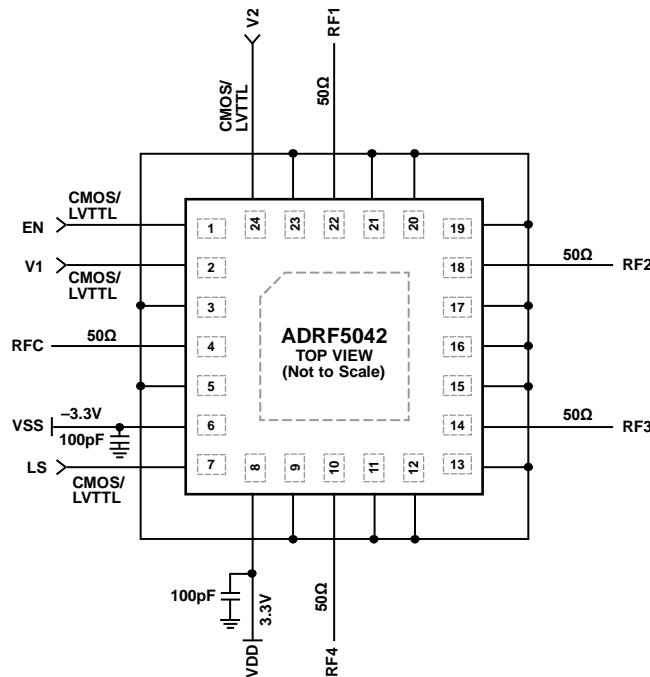 V2
RF1
CMOS/
LVTTL
50Ω
EN
CMOS/
LVTTL
V1
CMOS/
LVTTL
RFC
50Ω
VSS
–3.3V
100pF
LS
CMOS/
LVTTL
1
2
3
4
5
6
7
24
23
22
21
20
19
18
17
16
15
14
13
8
9
10
11
12
ADRF5042
TOP VIEW
(Not to Scale)
50Ω
RF2
50Ω
RF3
100pF
3.3V
VDD
50Ω
RF4